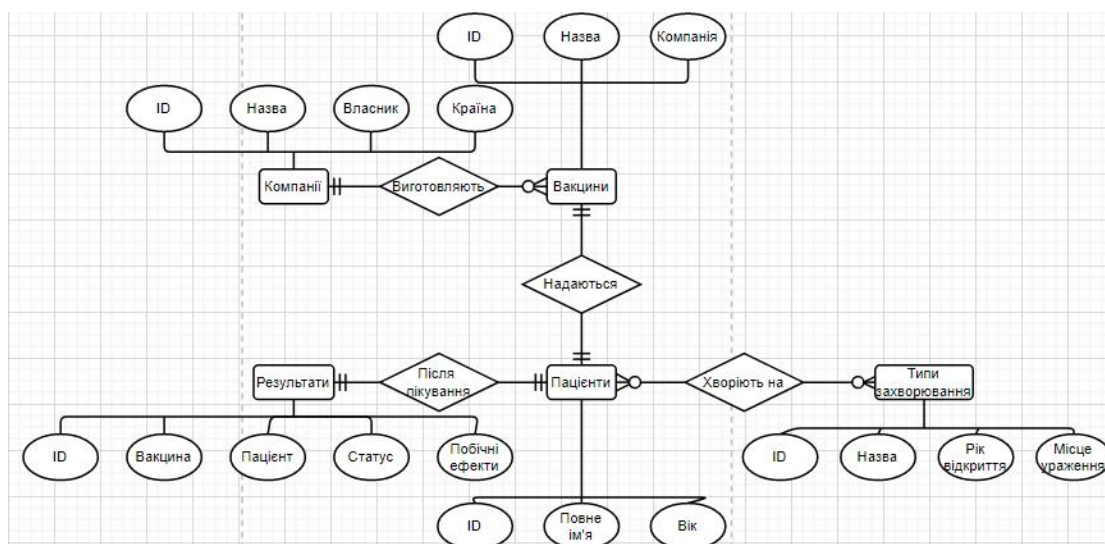 ID
Назва
Компанія
ID
Назва
Власник
Країна
Компанії
Виготовляють
Вакцини
Надаються
Результати
Після
лікування
Пацієнти
Хворіють на
Типи
захворювання
ID
Вакцина
Пацієнт
Статус
Побічні
ефекти
ID
Назва
Рік
відкриття
Місце
ураження
ID
Повне
ім'я
Вік